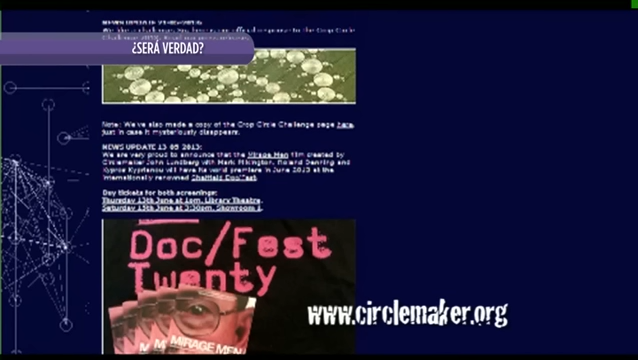 ¿SERÁ VERDAD?
Note: We've also made a copy of the Crop Circle Challenge page here,
just in case it mysteriously disappears.
NEWS UPDATE 13 05 2013:
We are very proud to announce that the Mirage Men film created by
Circlemaker John Lundberg with Mark Pilkington, Roland Denning and
Kypros Kyprianou will have its world premiere in June 2013 at the
internationally renowned Sheffield Doc/Fest.
Buy tickets for both screenings:
Thursday 13th June at 1pm, Library Theatre.
Saturday 15th June at 3:30pm, Showroom 1.
Doc/Fest
Twenty
MIRAGE MEN
www.circlemaker.org